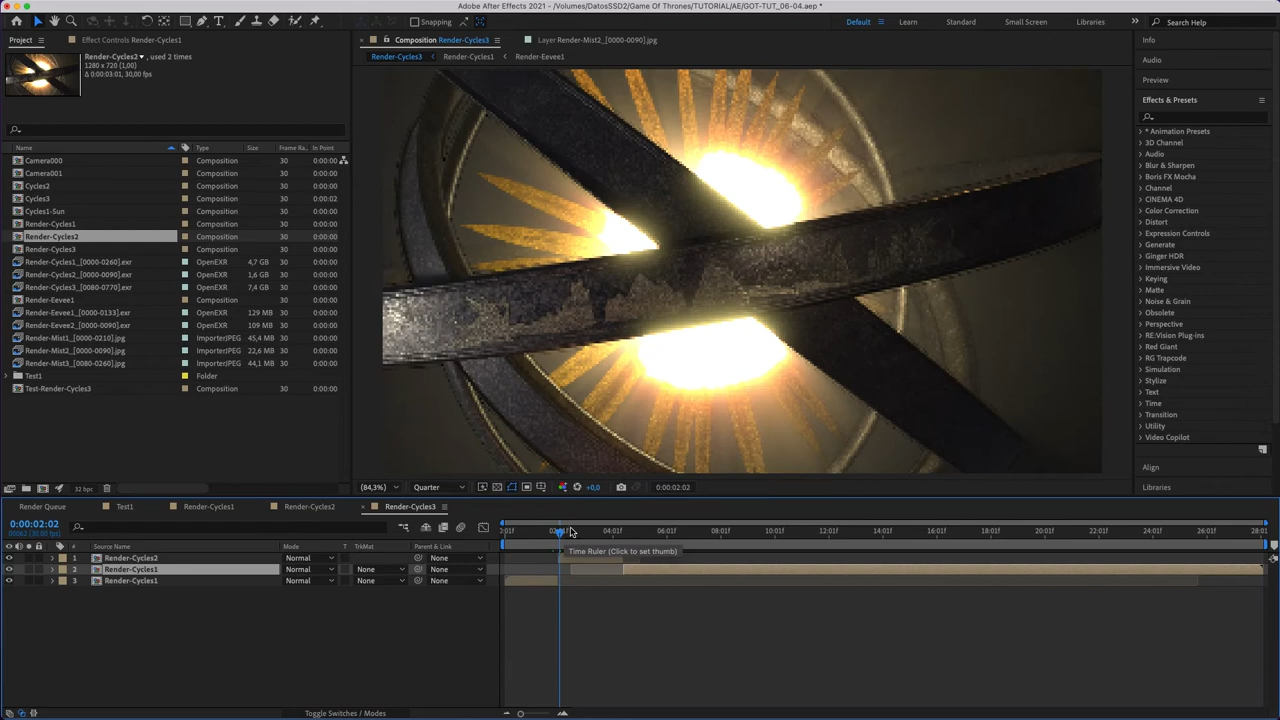 Adobe After Effects 2021 - /Volumes/DatosSSD2/Game Of Thrones/TUTORIAL/AE/GOT-TUT_06-04.aep *
Snapping
Default
Learn
Standard
Small Screen
Libraries
Search Help
Project
Effect Controls Render-Cycles1
Composition Render-Cycles3
Layer Render-Mist2_[0000-0090].jpg
Info
Render-Cycles2, used 2 times
1280 x 720 (1,00)
Δ 0:00:03:01, 30,00 fps
Render-Cycles3
Render-Cycles1
Render-Eevee1
Audio
Preview
Effects & Presets
Name
Type
Size
Frame Ra..
In Point
Camera000 Composition 30 0:00:00
Camera001 Composition 30 0:00:00
Cycles2 Composition 30 0:00:00
Cycles3 Composition 30 0:00:02
Cycles1-Sun Composition 30 0:00:00
Render-Cycles1 Composition 30 0:00:00
Render-Cycles2 Composition 30 0:00:00
Render-Cycles3 Composition 30 0:00:00
Render-Cycles1_[0000-0260].exr OpenEXR 4,7 GB 30 0:00:00
Render-Cycles2_[0000-0090].exr OpenEXR 1,6 GB 30 0:00:00
Render-Cycles3_[0080-0770].exr OpenEXR 7,4 GB 30 0:00:00
Render-Eevee1 Composition 30 0:00:00
Render-Eevee1_[0000-0133].exr OpenEXR 129 MB 30 0:00:00
Render-Eevee2_[0000-0090].exr OpenEXR 109 MB 30 0:00:00
Render-Mist1_[0000-0210].jpg ImporterJPEG 45,4 MB 30 0:00:00
Render-Mist2_[0000-0090].jpg ImporterJPEG 22,6 MB 30 0:00:00
Render-Mist3_[0080-0260].jpg ImporterJPEG 44,1 MB 30 0:00:00
Test1 Folder
Test-Render-Cycles3 Composition 30 0:00:00
* Animation Presets
3D Channel
Audio
Blur & Sharpen
Boris FX Mocha
Channel
CINEMA 4D
Color Correction
Distort
Expression Controls
Generate
Ginger HDR
Immersive Video
Keying
Matte
Noise & Grain
Obsolete
Perspective
RE:Vision Plug-ins
Red Giant
RG Trapcode
Simulation
Stylize
Text
Time
Transition
Utility
Video Copilot
Align
Libraries
32 bpc
(84,3%)
Quarter
+0,0
0:00:02:02
Render Queue
Test1
Render-Cycles1
Render-Cycles2
Render-Cycles3
0:00:02:02
00062 (30.00 fps)
04:01f
06:01f
08:01f
10:01f
12:01f
14:01f
16:01f
18:01f
20:01f
22:01f
24:01f
26:01f
28:01f
Source Name
Mode
T
TrkMat
Parent & Link
Time Ruler (Click to set thumb)
1 Render-Cycles2 Normal None
2 Render-Cycles1 Normal None None
3 Render-Cycles1 Normal None None
Toggle Switches / Modes